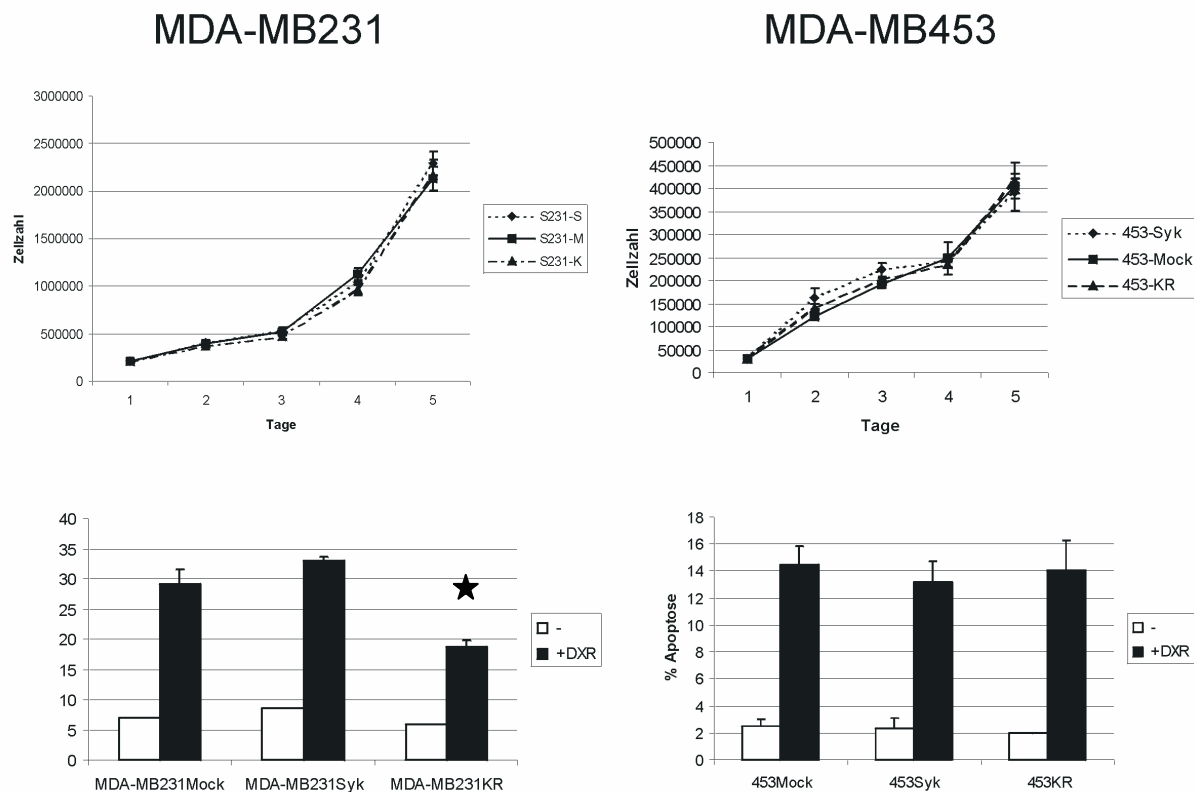 MDA-MB231
MDA-MB453
3000000
2500000
2000000
1500000
1000000
500000
0
Zellzahl
1 2 3 4 5
Tage
S231-S
S231-M
S231-K
500000
450000
400000
350000
300000
250000
200000
150000
100000
50000
0
Zellzahl
1 2 3 4 5
Tage
453-Syk
453-Mock
453-KR
40
35
30
25
20
15
10
5
0
MDA-MB231Mock MDA-MB231Syk MDA-MB231KR
-
+DXR
18
16
14
12
10
8
6
4
2
0
% Apoptose
453Mock 453Syk 453KR
-
+DXR